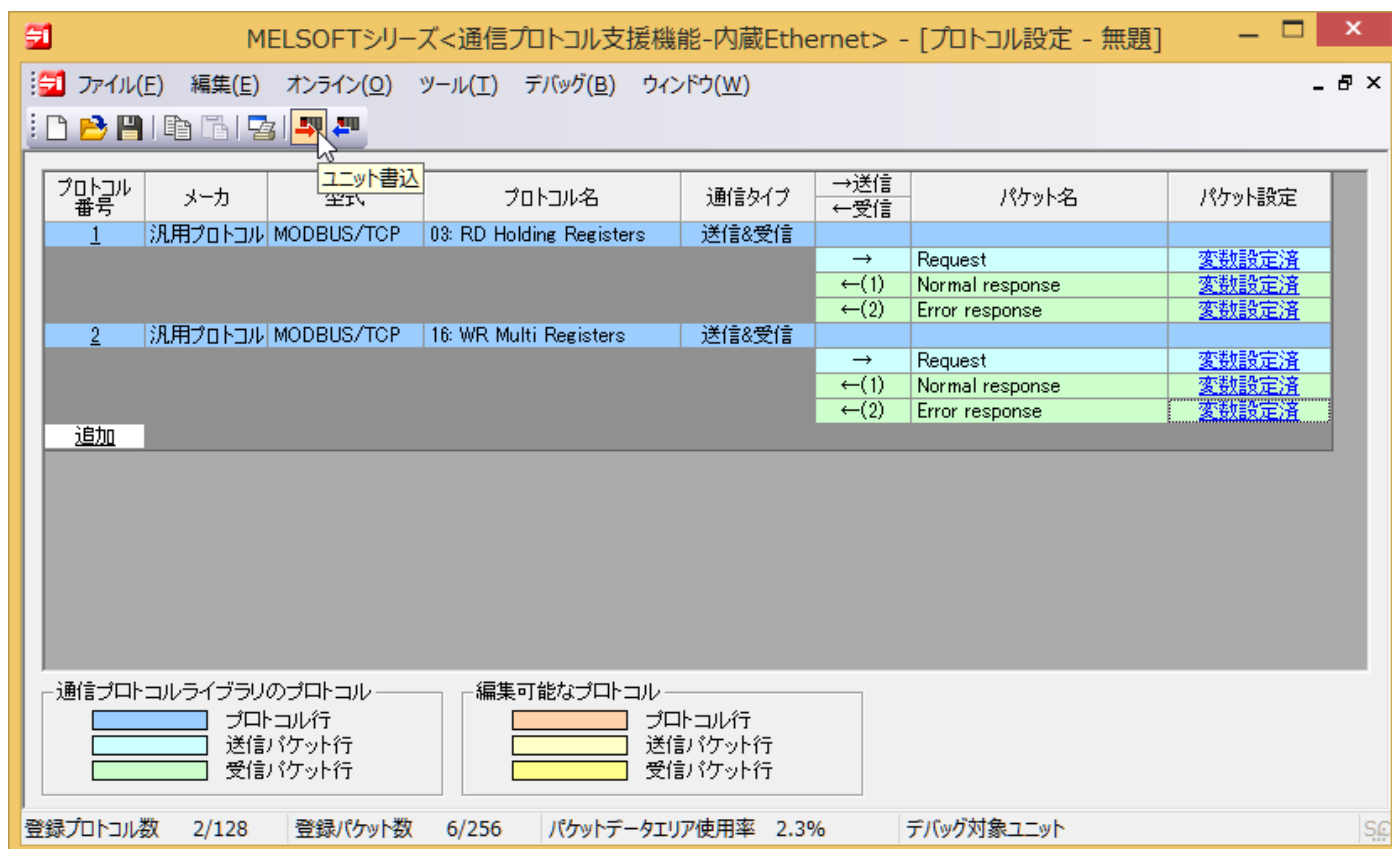 MELSOFTシリーズ<通信プロトコル支援機能-内蔵Ethernet> - [プロトコル設定 - 無題]
ファイル(F) 編集(E) オンライン(O) ツール(T) デバッグ(B) ウィンドウ(W)
ユニット書込
プロトコル番号 メーカ 型式 プロトコル名 通信タイプ →送信 ←受信 パケット名 パケット設定
1 汎用プロトコル MODBUS/TCP 03: RD Holding Registers 送信&受信
→ Request 変数設定済
←(1) Normal response 変数設定済
←(2) Error response 変数設定済
2 汎用プロトコル MODBUS/TCP 16: WR Multi Registers 送信&受信
→ Request 変数設定済
←(1) Normal response 変数設定済
←(2) Error response 変数設定済
追加
通信プロトコルライブラリのプロトコル 編集可能なプロトコル
プロトコル行 プロトコル行
送信パケット行 送信パケット行
受信パケット行 受信パケット行
登録プロトコル数 2/128 登録パケット数 6/256 パケットデータエリア使用率 2.3% デバッグ対象ユニット